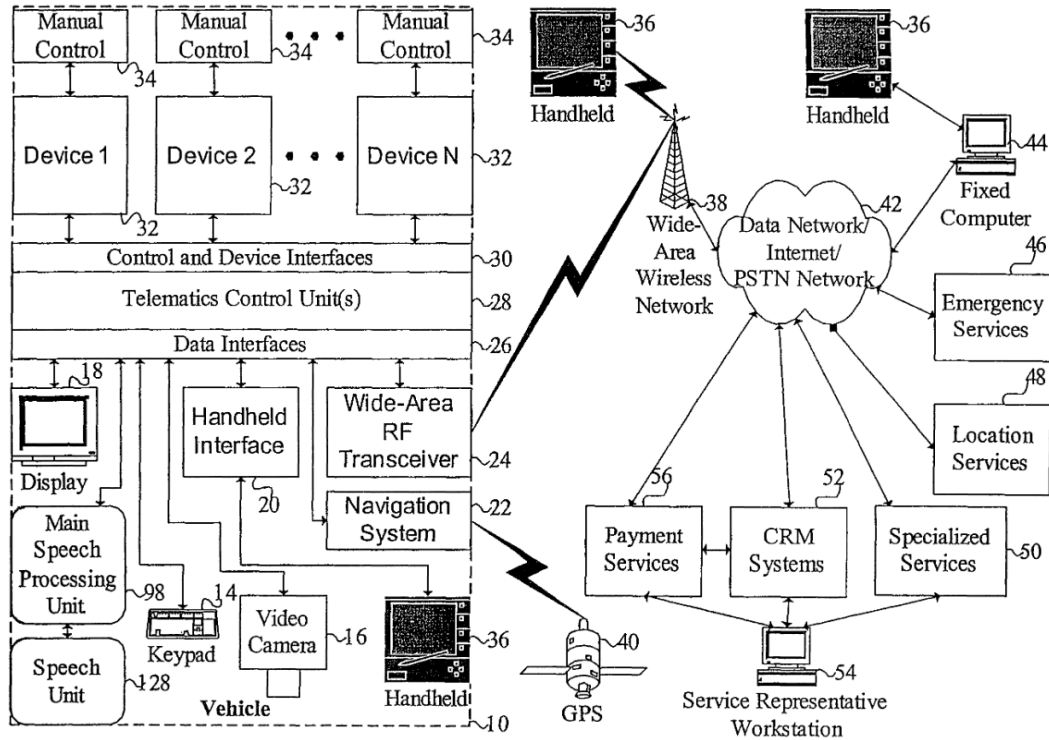 Manual
Control
34
Manual
Control
34
Manual
Control
34
Device 1
32
Device 2
32
Device N
32
Control and Device Interfaces
30
Telematics Control Unit(s)
28
Data Interfaces
26
18
Display
Handheld
Interface
20
Wide-Area
RF
Transceiver
24
Navigation
System
22
Main
Speech
Processing
Unit
98
Speech
Unit
128
14
Keypad
Video
Camera
16
36
Handheld
Vehicle
10
36
Handheld
36
Handheld
38
Wide-
Area
Wireless
Network
42
Data Network/
Internet/
PSTN Network
44
Fixed
Computer
46
Emergency
Services
48
Location
Services
56
Payment
Services
52
CRM
Systems
Specialized
Services
50
40
GPS
54
Service Representative
Workstation